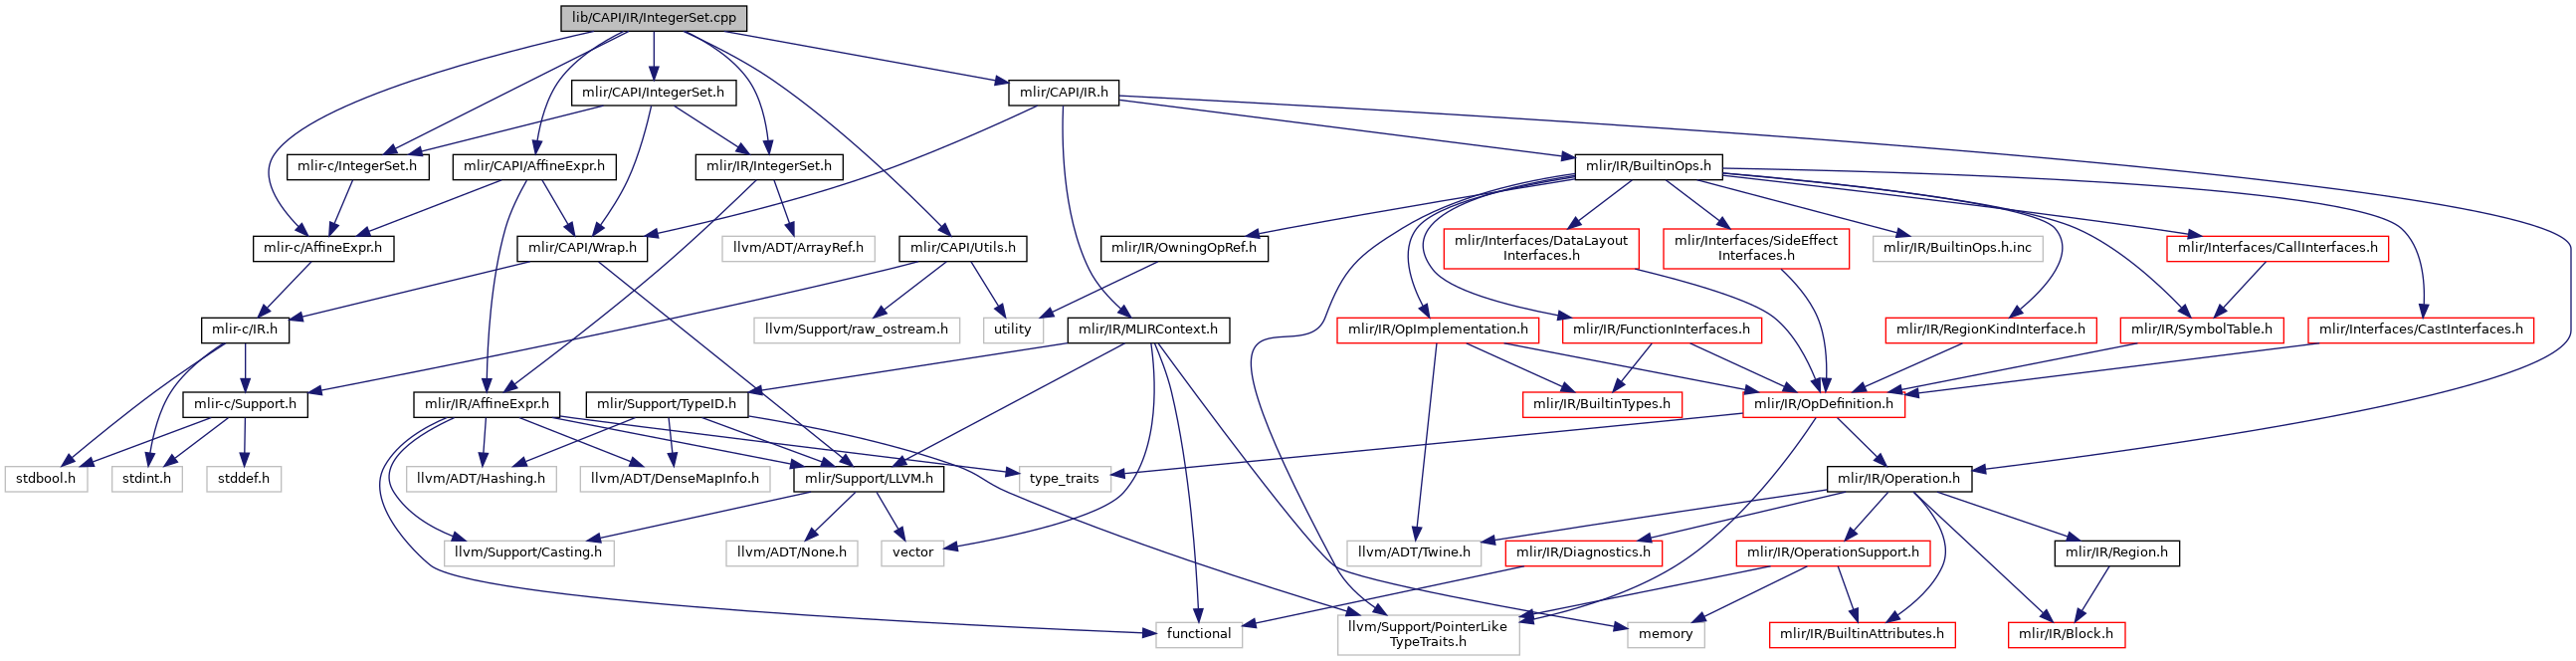 lib/CAPI/IR/IntegerSet.cpp
mlir/CAPI/IntegerSet.h
mlir/CAPI/IR.h
mlir-c/IntegerSet.h
mlir/CAPI/AffineExpr.h
mlir/IR/IntegerSet.h
mlir/IR/BuiltinOps.h
mlir-c/AffineExpr.h
mlir/CAPI/Wrap.h
llvm/ADT/ArrayRef.h
mlir/CAPI/Utils.h
mlir/IR/OwningOpRef.h
mlir/Interfaces/DataLayout
Interfaces.h
mlir/Interfaces/SideEffect
Interfaces.h
mlir/IR/BuiltinOps.h.inc
mlir/Interfaces/CallInterfaces.h
mlir-c/IR.h
llvm/Support/raw_ostream.h
utility
mlir/IR/MLIRContext.h
mlir/IR/OpImplementation.h
mlir/IR/FunctionInterfaces.h
mlir/IR/RegionKindInterface.h
mlir/IR/SymbolTable.h
mlir/Interfaces/CastInterfaces.h
mlir-c/Support.h
mlir/IR/AffineExpr.h
mlir/Support/TypeID.h
mlir/IR/BuiltinTypes.h
mlir/IR/OpDefinition.h
stdbool.h
stdint.h
stddef.h
llvm/ADT/Hashing.h
llvm/ADT/DenseMapInfo.h
mlir/Support/LLVM.h
type_traits
mlir/IR/Operation.h
llvm/Support/Casting.h
llvm/ADT/None.h
vector
llvm/ADT/Twine.h
mlir/IR/Diagnostics.h
mlir/IR/OperationSupport.h
mlir/IR/Region.h
functional
llvm/Support/PointerLike
TypeTraits.h
memory
mlir/IR/BuiltinAttributes.h
mlir/IR/Block.h